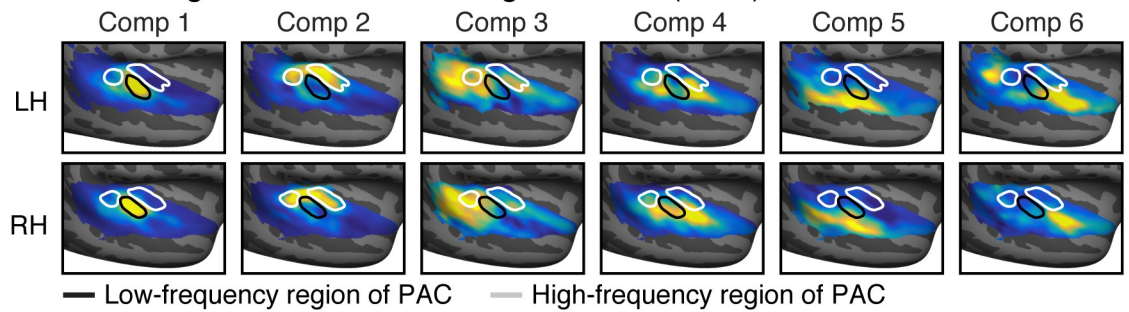 Comp 1 Comp 2 Comp 3 Comp 4 Comp 5 Comp 6
LH
RH
Low-frequency region of PAC High-frequency region of PAC